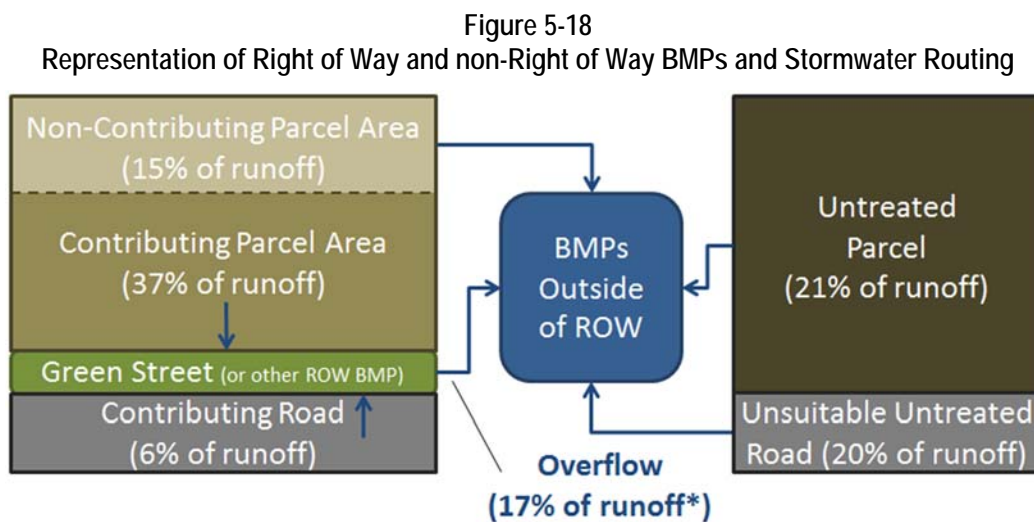 Figure 5-18
Representation of Right of Way and non-Right of Way BMPs and Stormwater Routing
Non-Contributing Parcel Area
(15% of runoff)
Contributing Parcel Area
(37% of runoff)
Green Street (or other ROW BMP)
Contributing Road
(6% of runoff)
BMPs
Outside
of ROW
Overflow
(17% of runoff*)
Untreated
Parcel
(21% of runoff)
Unsuitable Untreated
Road (20% of runoff)